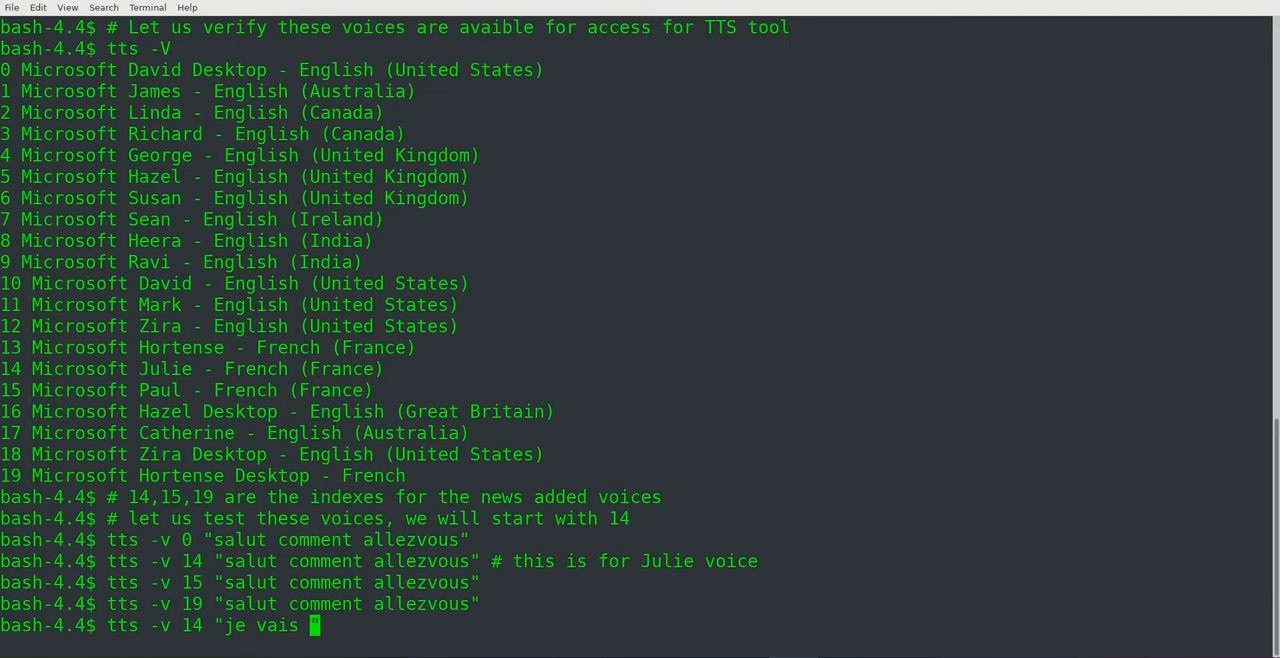 File Edit View Search Terminal Help
bash-4.4$ # Let us verify these voices are avaible for access for TTS tool
bash-4.4$ tts -V
0 Microsoft David Desktop - English (United States)
1 Microsoft James - English (Australia)
2 Microsoft Linda - English (Canada)
3 Microsoft Richard - English (Canada)
4 Microsoft George - English (United Kingdom)
5 Microsoft Hazel - English (United Kingdom)
6 Microsoft Susan - English (United Kingdom)
7 Microsoft Sean - English (Ireland)
8 Microsoft Heera - English (India)
9 Microsoft Ravi - English (India)
10 Microsoft David - English (United States)
11 Microsoft Mark - English (United States)
12 Microsoft Zira - English (United States)
13 Microsoft Hortense - French (France)
14 Microsoft Julie - French (France)
15 Microsoft Paul - French (France)
16 Microsoft Hazel Desktop - English (Great Britain)
17 Microsoft Catherine - English (Australia)
18 Microsoft Zira Desktop - English (United States)
19 Microsoft Hortense Desktop - French
bash-4.4$ # 14,15,19 are the indexes for the news added voices
bash-4.4$ # let us test these voices, we will start with 14
bash-4.4$ tts -v 0 "salut comment allezvous"
bash-4.4$ tts -v 14 "salut comment allezvous" # this is for Julie voice
bash-4.4$ tts -v 15 "salut comment allezvous"
bash-4.4$ tts -v 19 "salut comment allezvous"
bash-4.4$ tts -v 14 "je vais "